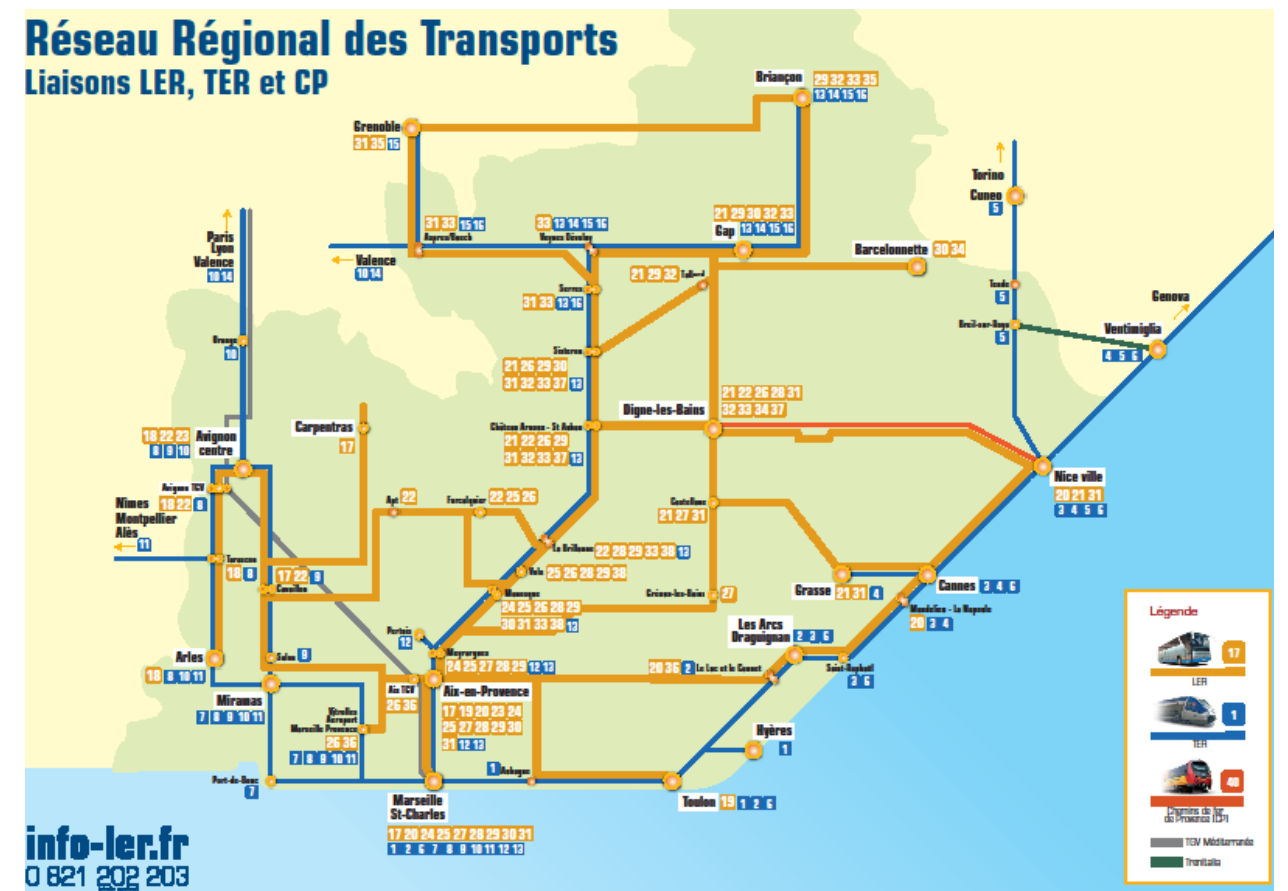 Réseau Régional des Transports
Liaisons LER, TER et CP
Briançon 29 32 33 35
13 14 15 16
Grenoble
31 35 15
Torino
Cuneo
5
21 29 30 32 33
Gap 13 14 15 16
31 33 15 16
33 13 14 15 16
Paris
Lyon
Valence
10 14
Valence
10 14
Barcelonnette 30 34
21 29 32 Tallard
Tende
5
Genova
Serres
31 33 13 16
Breil-sur-Roya
5
Ventimiglia
4 5 6
Orange
10
Sisteron
21 26 29 30
31 32 33 37 13
21 22 26 28 31
32 33 34 37
Digne-les-Bains
Carpentras
17
18 22 23
8 9 10
Avignon
centre
Château Arnoux - St Auban
21 22 26 29
31 32 33 37 13
Nice ville
20 21 31
3 4 5 6
Avignon TGV
18 22 8
Nîmes
Montpellier
Alès
11
Apt 22
Forcalquier 22 25 26
Castellane
21 27 31
La Brillanne 22 28 29 33 38 13
Tarascon
18 8
17 22 9
Cavaillon
Volx 25 26 28 29 38
Manosque
24 25 26 28 29
30 31 33 38 13
Gréoux-les-Bains 27
Grasse
21 31 4
Cannes 3 4 6
Mandelieu - La Napoule
20 3 4
Pertuis
12
Les Arcs
Draguignan 2 3 6
Meyrargues
24 25 27 28 29 12 13
Arles
18 8 10 11
Salon 9
20 36 2 Le Luc et le Cannet
Saint-Raphaël
3 6
Miramas
7 8 9 10 11
Aix TGV
26 36
Aix-en-Provence
17 19 20 23 24
25 27 28 29 30
31 12 13
Vitrolles
Aéroport
Marseille Provence
26 36
7 8 9 10 11
Hyères
1
Port-de-Bouc
7
1 Aubagne
Marseille
St-Charles
17 20 24 25 27 28 29 30 31
1 2 6 7 8 9 10 11 12 13
Toulon 19 1 2 6
Légende
17
LER
1
TER
Chemins de fer
de Provence (CP)
TGV Méditerranée
Trenitalia
info-ler.fr
0 821 202 203